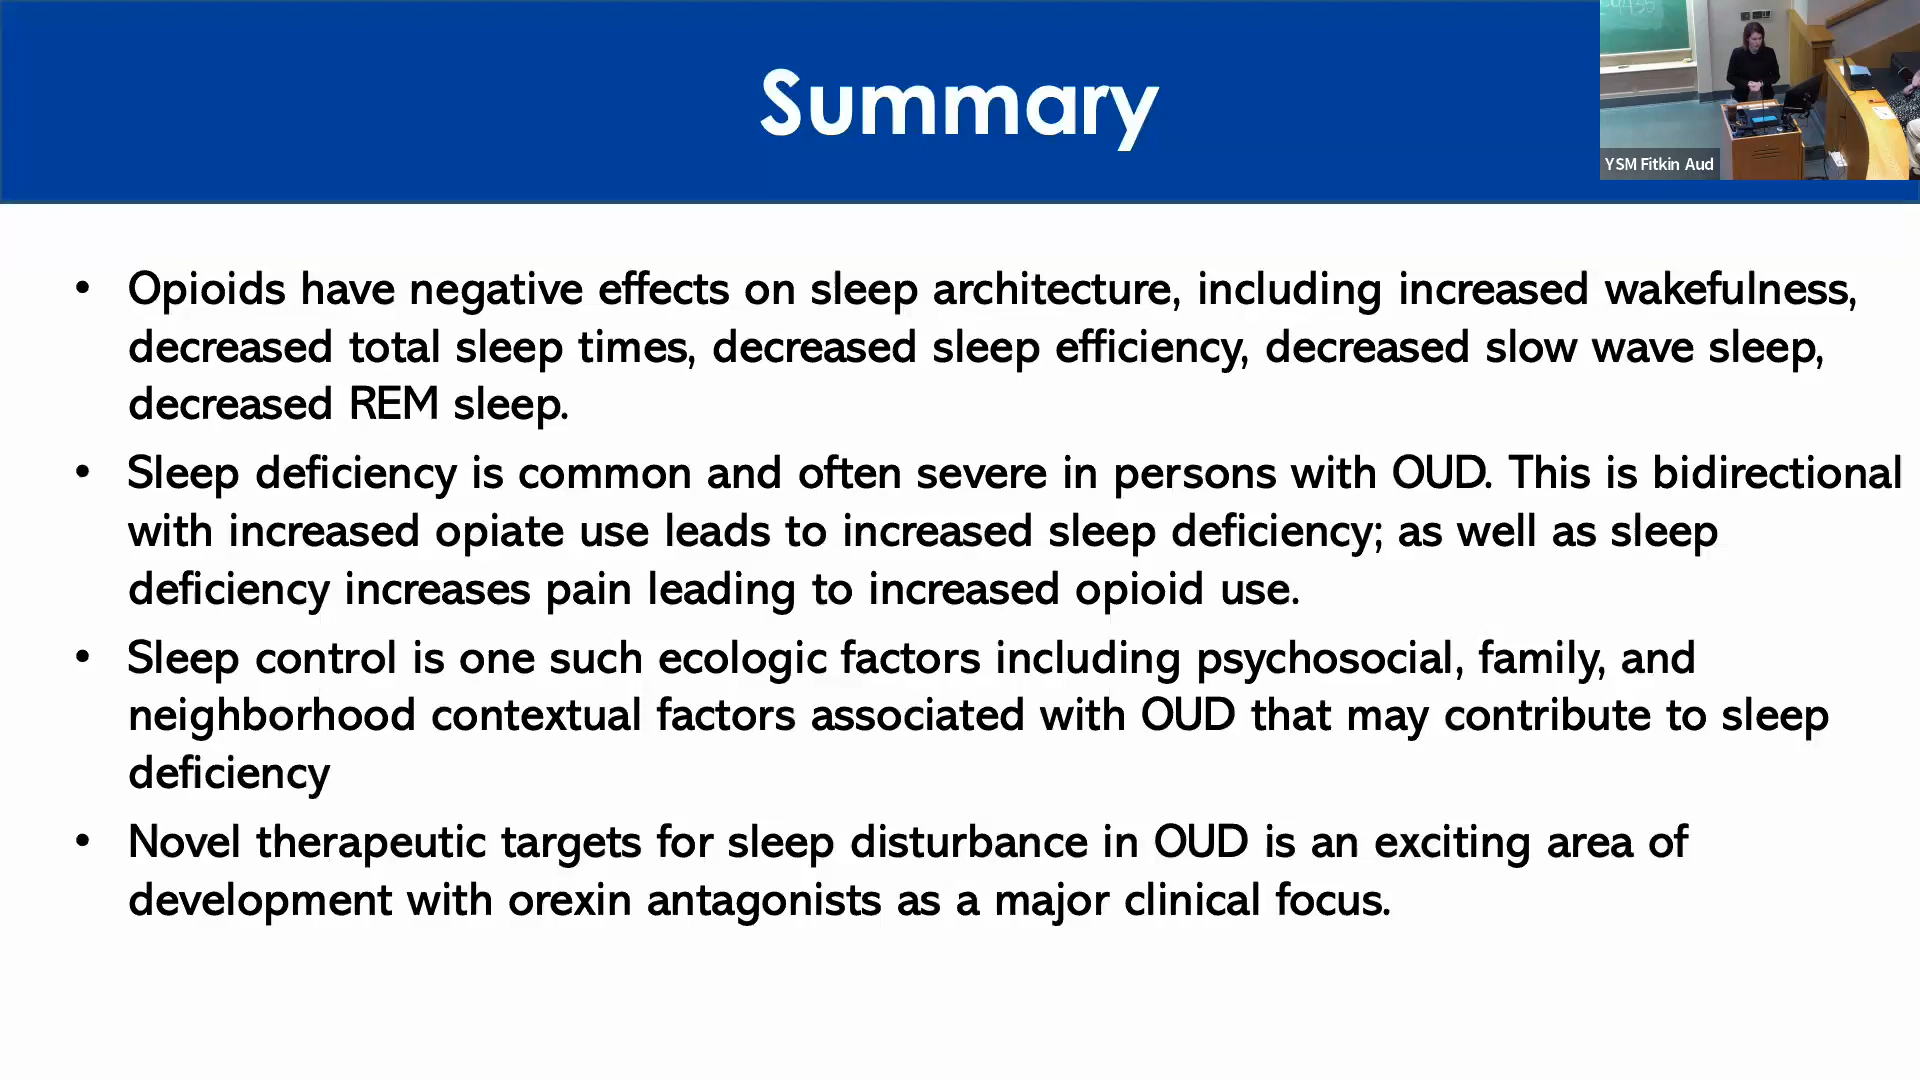 Summary
YSM Fitkin Aud
• Opioids have negative effects on sleep architecture, including increased wakefulness,
decreased total sleep times, decreased sleep efficiency, decreased slow wave sleep,
decreased REM sleep.
• Sleep deficiency is common and often severe in persons with OUD. This is bidirectional
with increased opiate use leads to increased sleep deficiency; as well as sleep
deficiency increases pain leading to increased opioid use.
• Sleep control is one such ecologic factors including psychosocial, family, and
neighborhood contextual factors associated with OUD that may contribute to sleep
deficiency
• Novel therapeutic targets for sleep disturbance in OUD is an exciting area of
development with orexin antagonists as a major clinical focus.